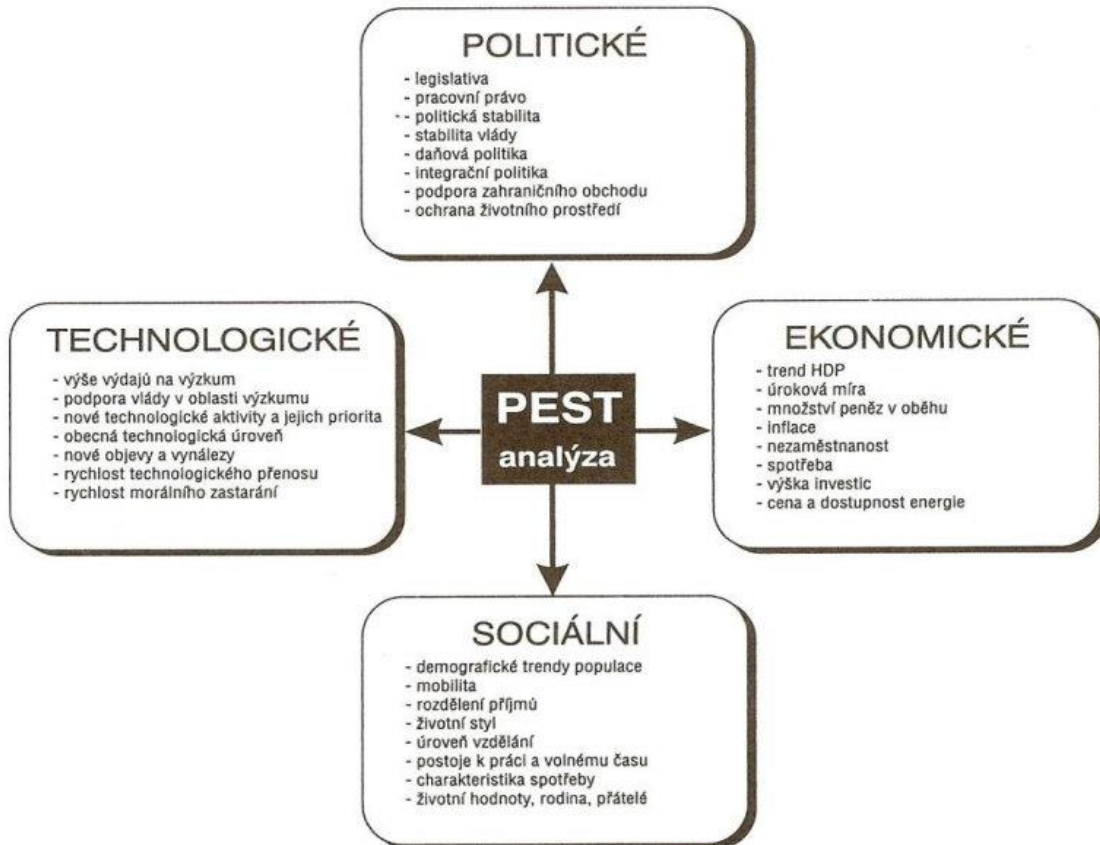 POLITICKÉ
- legislativa
- pracovní právo
- politická stabilita
- stabilita vlády
- daňová politika
- integrační politika
- podpora zahraničního obchodu
- ochrana životního prostředí
TECHNOLOGICKÉ
- výše výdajů na výzkum
- podpora vlády v oblasti výzkumu
- nové technologické aktivity a jejich priorita
- obecná technologická úroveň
- nové objevy a vynálezy
- rychlost technologického přenosu
- rychlost morálního zastarání
PEST
analýza
EKONOMICKÉ
- trend HDP
- úroková míra
- množství peněz v oběhu
- inflace
- nezaměstnanost
- spotřeba
- výška investic
- cena a dostupnost energie
SOCIÁLNÍ
- demografické trendy populace
- mobilita
- rozdělení příjmů
- životní styl
- úroveň vzdělání
- postoje k práci a volnému času
- charakteristika spotřeby
- životní hodnoty, rodina, přátelé